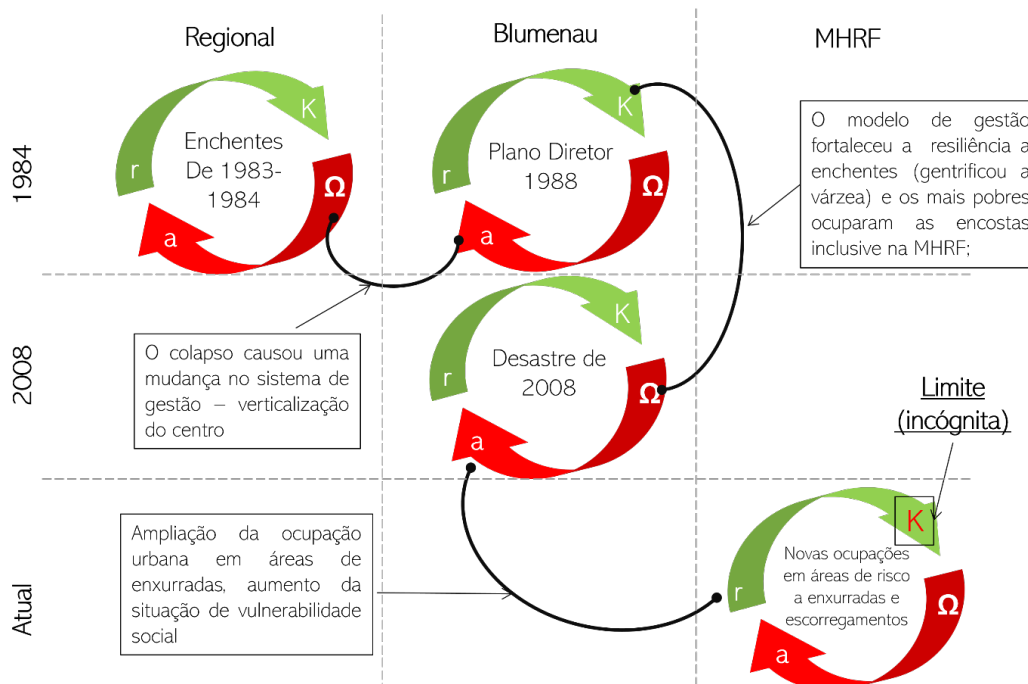 Regional
Blumenau
MHRF
1984
r
K
Ω
a
Enchentes
De 1983-
1984
r
K
Ω
a
Plano Diretor
1988
O modelo de gestão
fortaleceu a resiliência a
enchentes (gentrificou a
várzea) e os mais pobres
ocuparam as encostas
inclusive na MHRF;
2008
O colapso causou uma
mudança no sistema de
gestão – verticalização
do centro
r
K
Ω
a
Desastre de
2008
Limite
(incógnita)
Atual
Ampliação da ocupação
urbana em áreas de
enxurradas, aumento da
situação de vulnerabilidade
social
r
K
Ω
a
Novas ocupações
em áreas de risco
a enxurradas e
escorregamentos